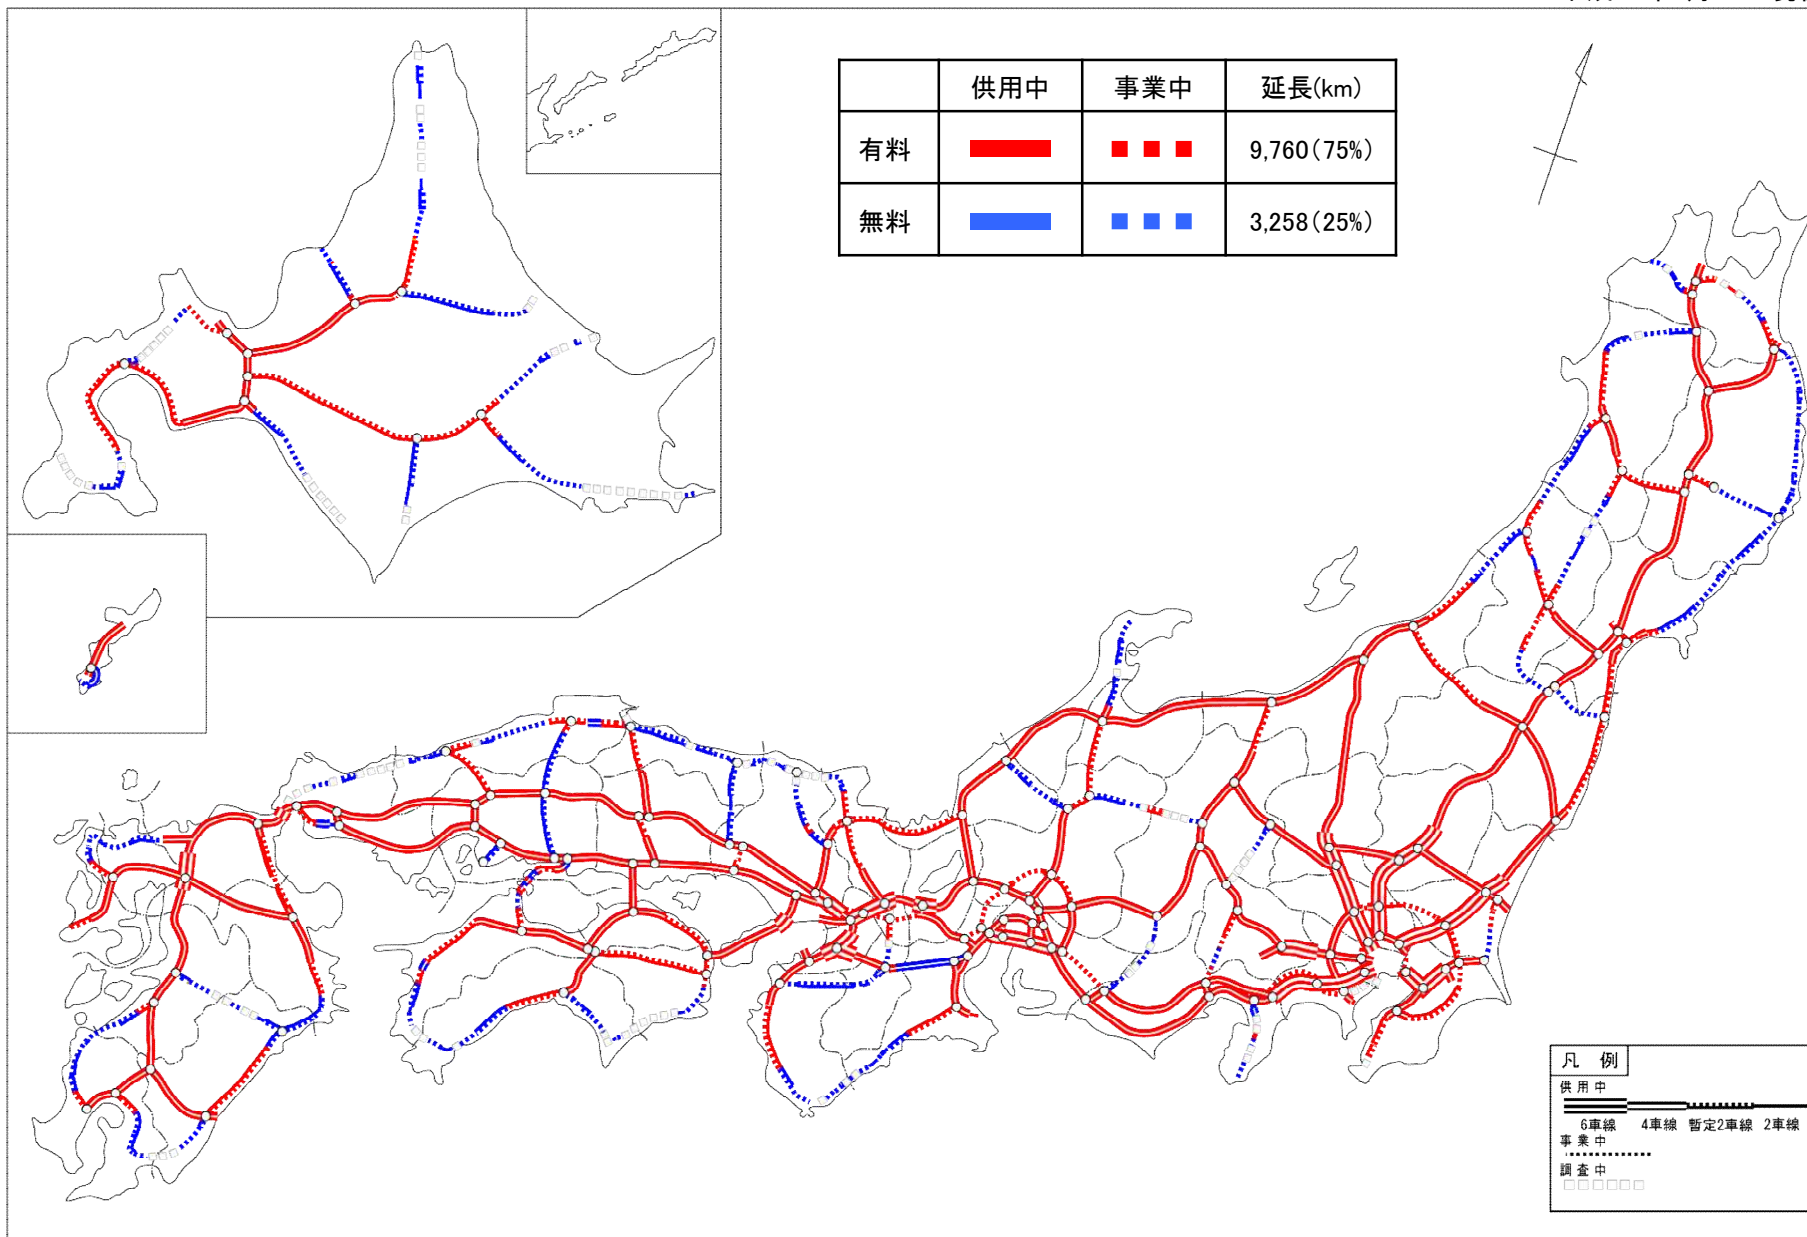 供用中 事業中 延長(km)
有料 9,760(75%)
無料 3,258(25%)
凡 例
供用中
6車線 4車線 暫定2車線 2車線
事業中
調査中